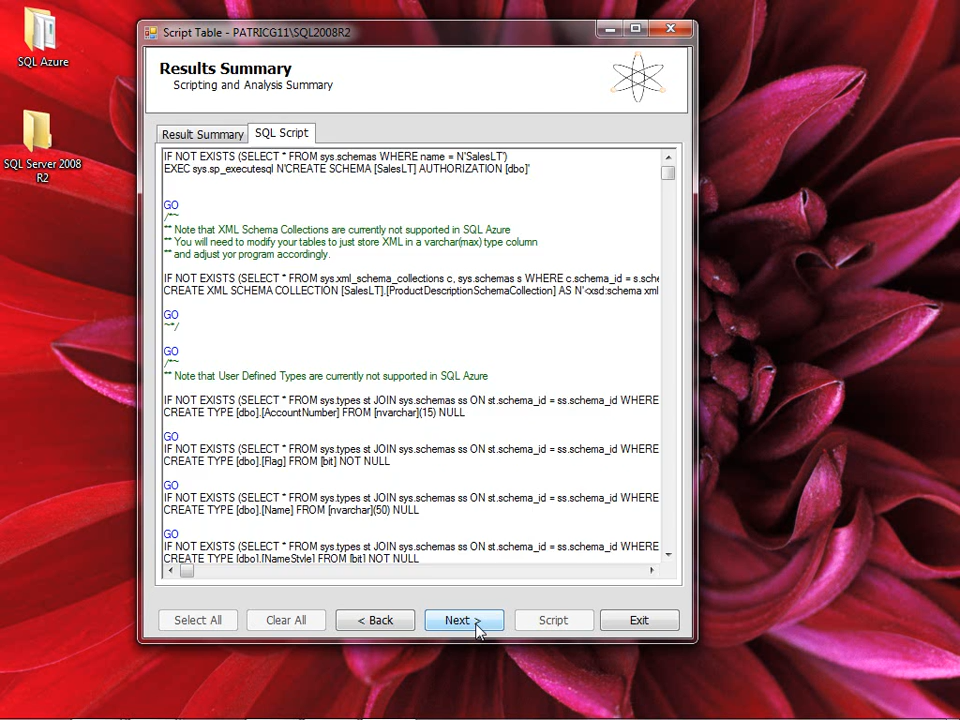 SQL Azure
SQL Server 2008
R2
Script Table - PATRICG11\SQL2008R2
Results Summary
Scripting and Analysis Summary
Result Summary
SQL Script
IF NOT EXISTS (SELECT * FROM sys.schemas WHERE name = N'SalesLT')
EXEC sys.sp_executesql N'CREATE SCHEMA [SalesLT] AUTHORIZATION [dbo]'
GO
/*~
** Note that XML Schema Collections are currently not supported in SQL Azure
** You will need to modify your tables to just store XML in a varchar(max) type column
** and adjust yor program accordingly.
IF NOT EXISTS (SELECT * FROM sys.xml_schema_collections c, sys.schemas s WHERE c.schema_id = s.sche
CREATE XML SCHEMA COLLECTION [SalesLT].[ProductDescriptionSchemaCollection] AS N'<xsd:schema xml
GO
~*/
GO
/*~
** Note that User Defined Types are currently not supported in SQL Azure
IF NOT EXISTS (SELECT * FROM sys.types st JOIN sys.schemas ss ON st.schema_id = ss.schema_id WHERE
CREATE TYPE [dbo].[AccountNumber] FROM [nvarchar](15) NULL
GO
IF NOT EXISTS (SELECT * FROM sys.types st JOIN sys.schemas ss ON st.schema_id = ss.schema_id WHERE
CREATE TYPE [dbo].[Flag] FROM [bit] NOT NULL
GO
IF NOT EXISTS (SELECT * FROM sys.types st JOIN sys.schemas ss ON st.schema_id = ss.schema_id WHERE
CREATE TYPE [dbo].[Name] FROM [nvarchar](50) NULL
GO
IF NOT EXISTS (SELECT * FROM sys.types st JOIN sys.schemas ss ON st.schema_id = ss.schema_id WHERE
CREATE TYPE [dbo].[NameStyle] FROM [bit] NOT NULL
Select All
Clear All
< Back
Next >
Script
Exit